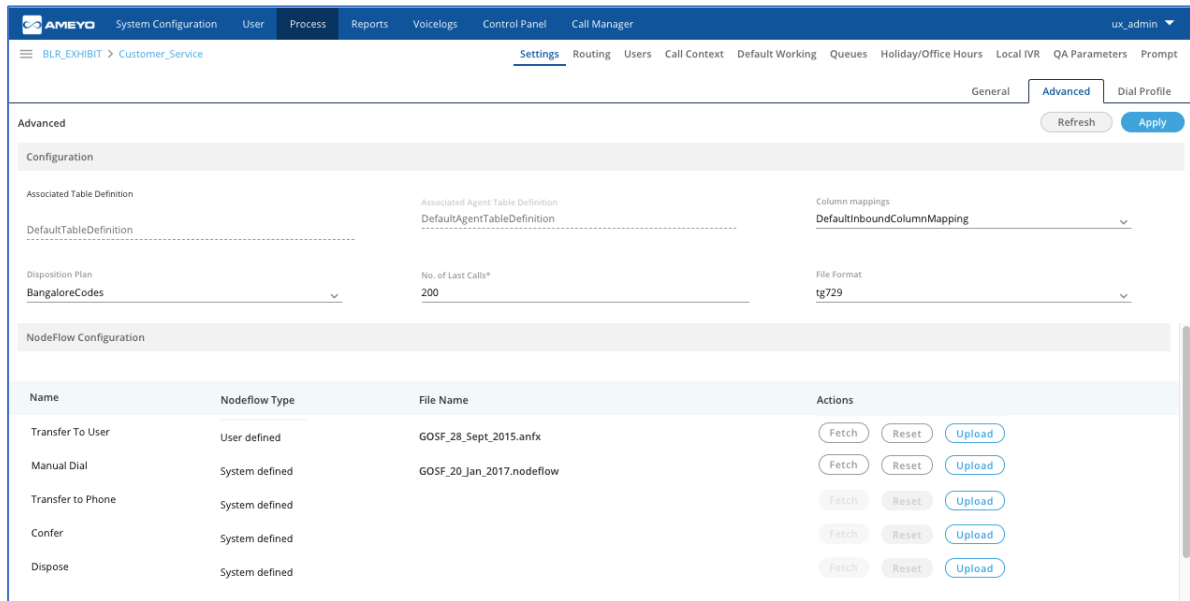 AMEYO System Configuration User Process Reports Voicelogs Control Panel Call Manager ux_admin
BLR_EXHIBIT > Customer_Service Settings Routing Users Call Context Default Working Queues Holiday/Office Hours Local IVR QA Parameters Prompt
General Advanced Dial Profile
Advanced Refresh Apply
Configuration
Associated Table Definition Associated Agent Table Definition Column mappings
DefaultTableDefinition DefaultAgentTableDefinition DefaultInboundColumnMapping
Disposition Plan No. of Last Calls* File Format
BangaloreCodes 200 tg729
NodeFlow Configuration
Name Nodeflow Type File Name Actions
Transfer To User User defined GOSF_28_Sept_2015.anfx Fetch Reset Upload
Manual Dial System defined GOSF_20_Jan_2017.nodeflow Fetch Reset Upload
Transfer to Phone System defined Fetch Reset Upload
Confer System defined Fetch Reset Upload
Dispose System defined Fetch Reset Upload